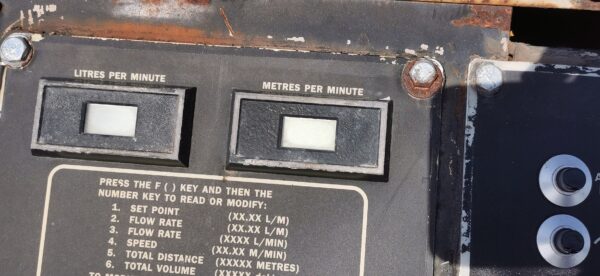 LITRES PER MINUTE
METRES PER MINUTE
PRESS THE F ( ) KEY AND THEN THE
NUMBER KEY TO READ OR MODIFY:
1. SET POINT (XX.XX L/M)
2. FLOW RATE (XX.XX L/M)
3. FLOW RATE (XXXX L/MIN)
4. SPEED (XX.XX M/MIN)
5. TOTAL DISTANCE (XXXXX METRES)
6. TOTAL VOLUME